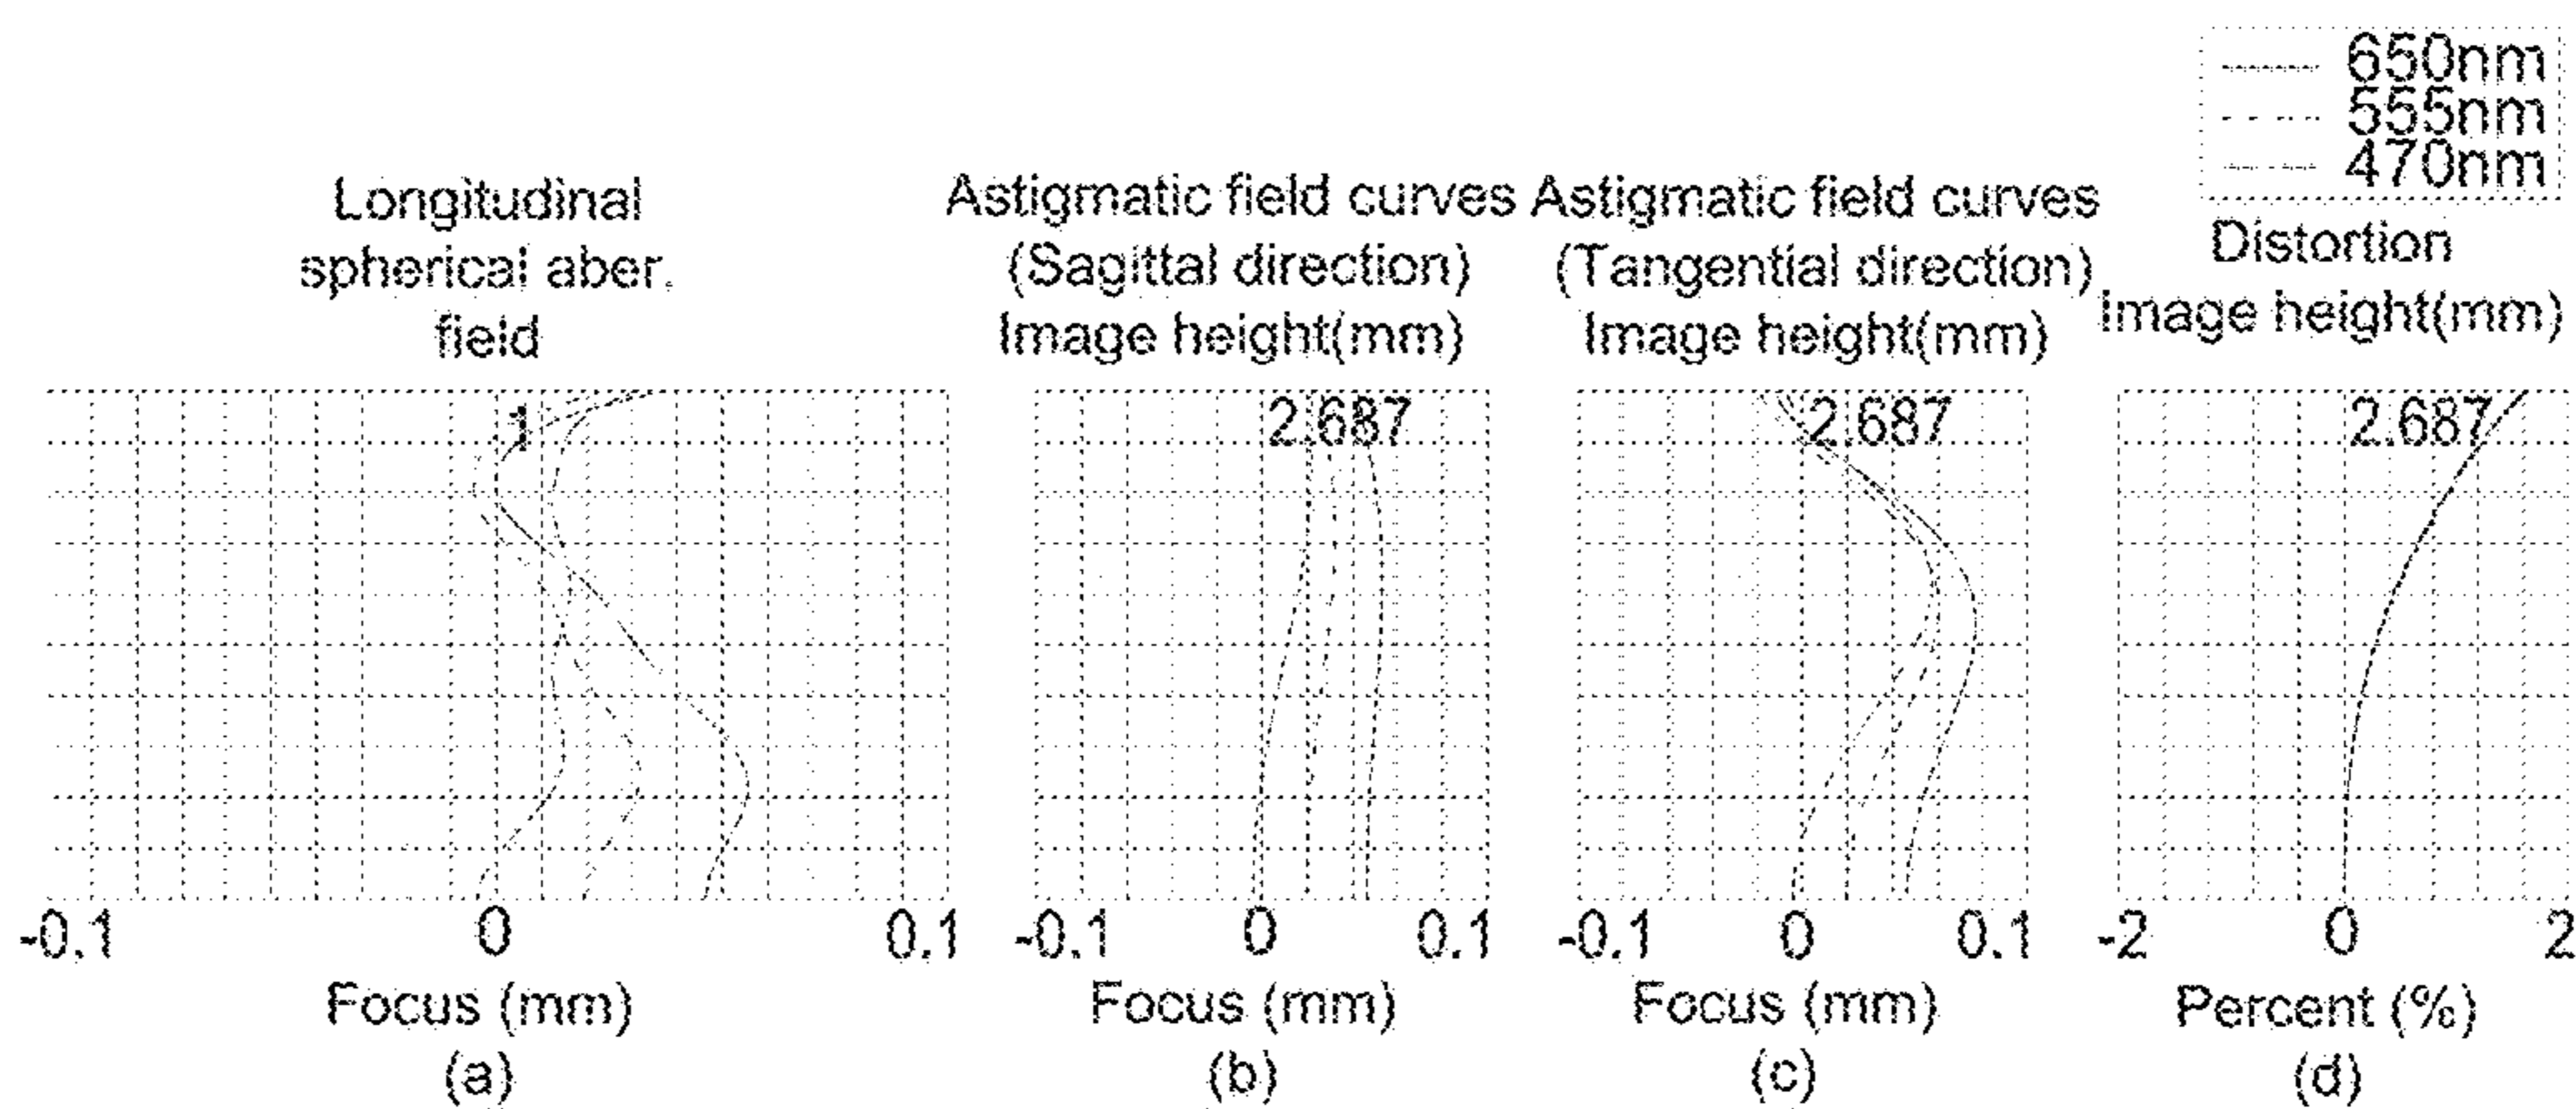 650nm
555nm
470nm
Longitudinal
spherical aber.
field
Astigmatic field curves
(Sagittal direction)
Image height(mm)
Astigmatic field curves
(Tangential direction)
Image height(mm)
Distortion
Image height(mm)
1
2.687
2.687
2.687
-0.1 0 0.1
-0.1 0 0.1
-0.1 0 0.1
-2 0 2
Focus (mm)
Focus (mm)
Focus (mm)
Percent (%)
(a)
(b)
(c)
(d)